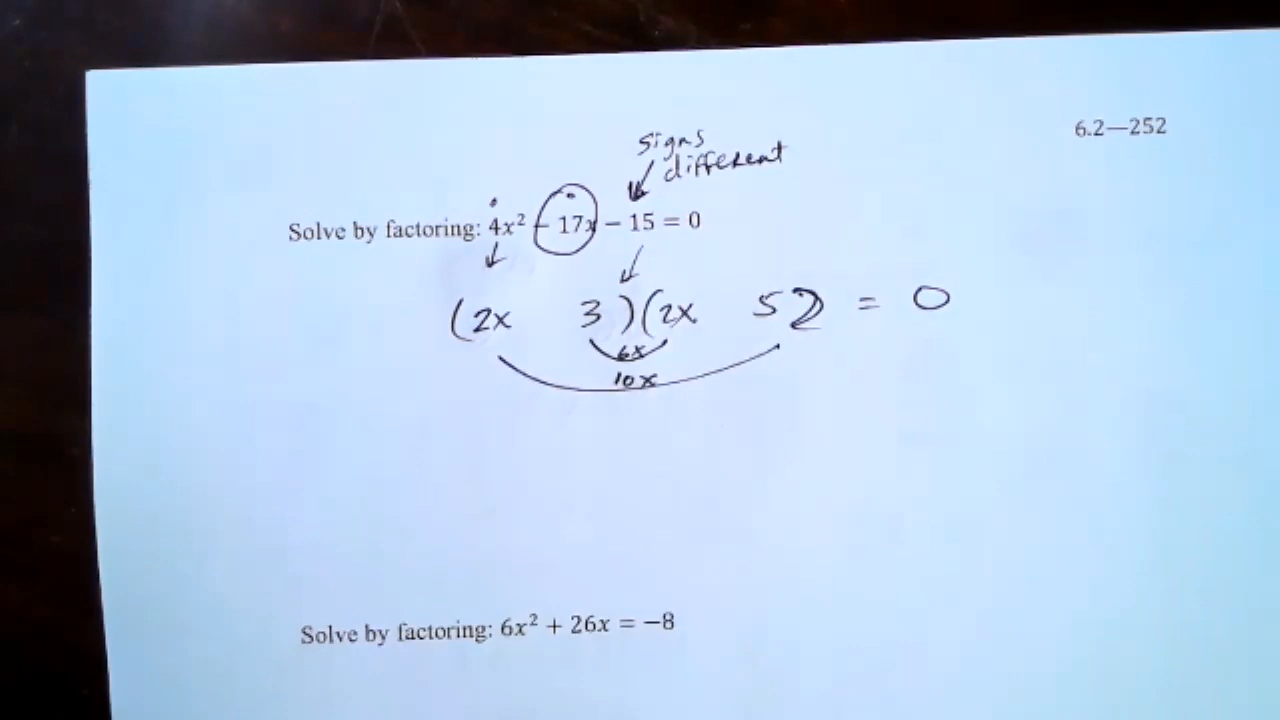 6.2—252
signs
different
Solve by factoring: 4x² − 17x − 15 = 0
(2x 3)(2x 5) = 0
6x
10x
Solve by factoring: 6x² + 26x = −8